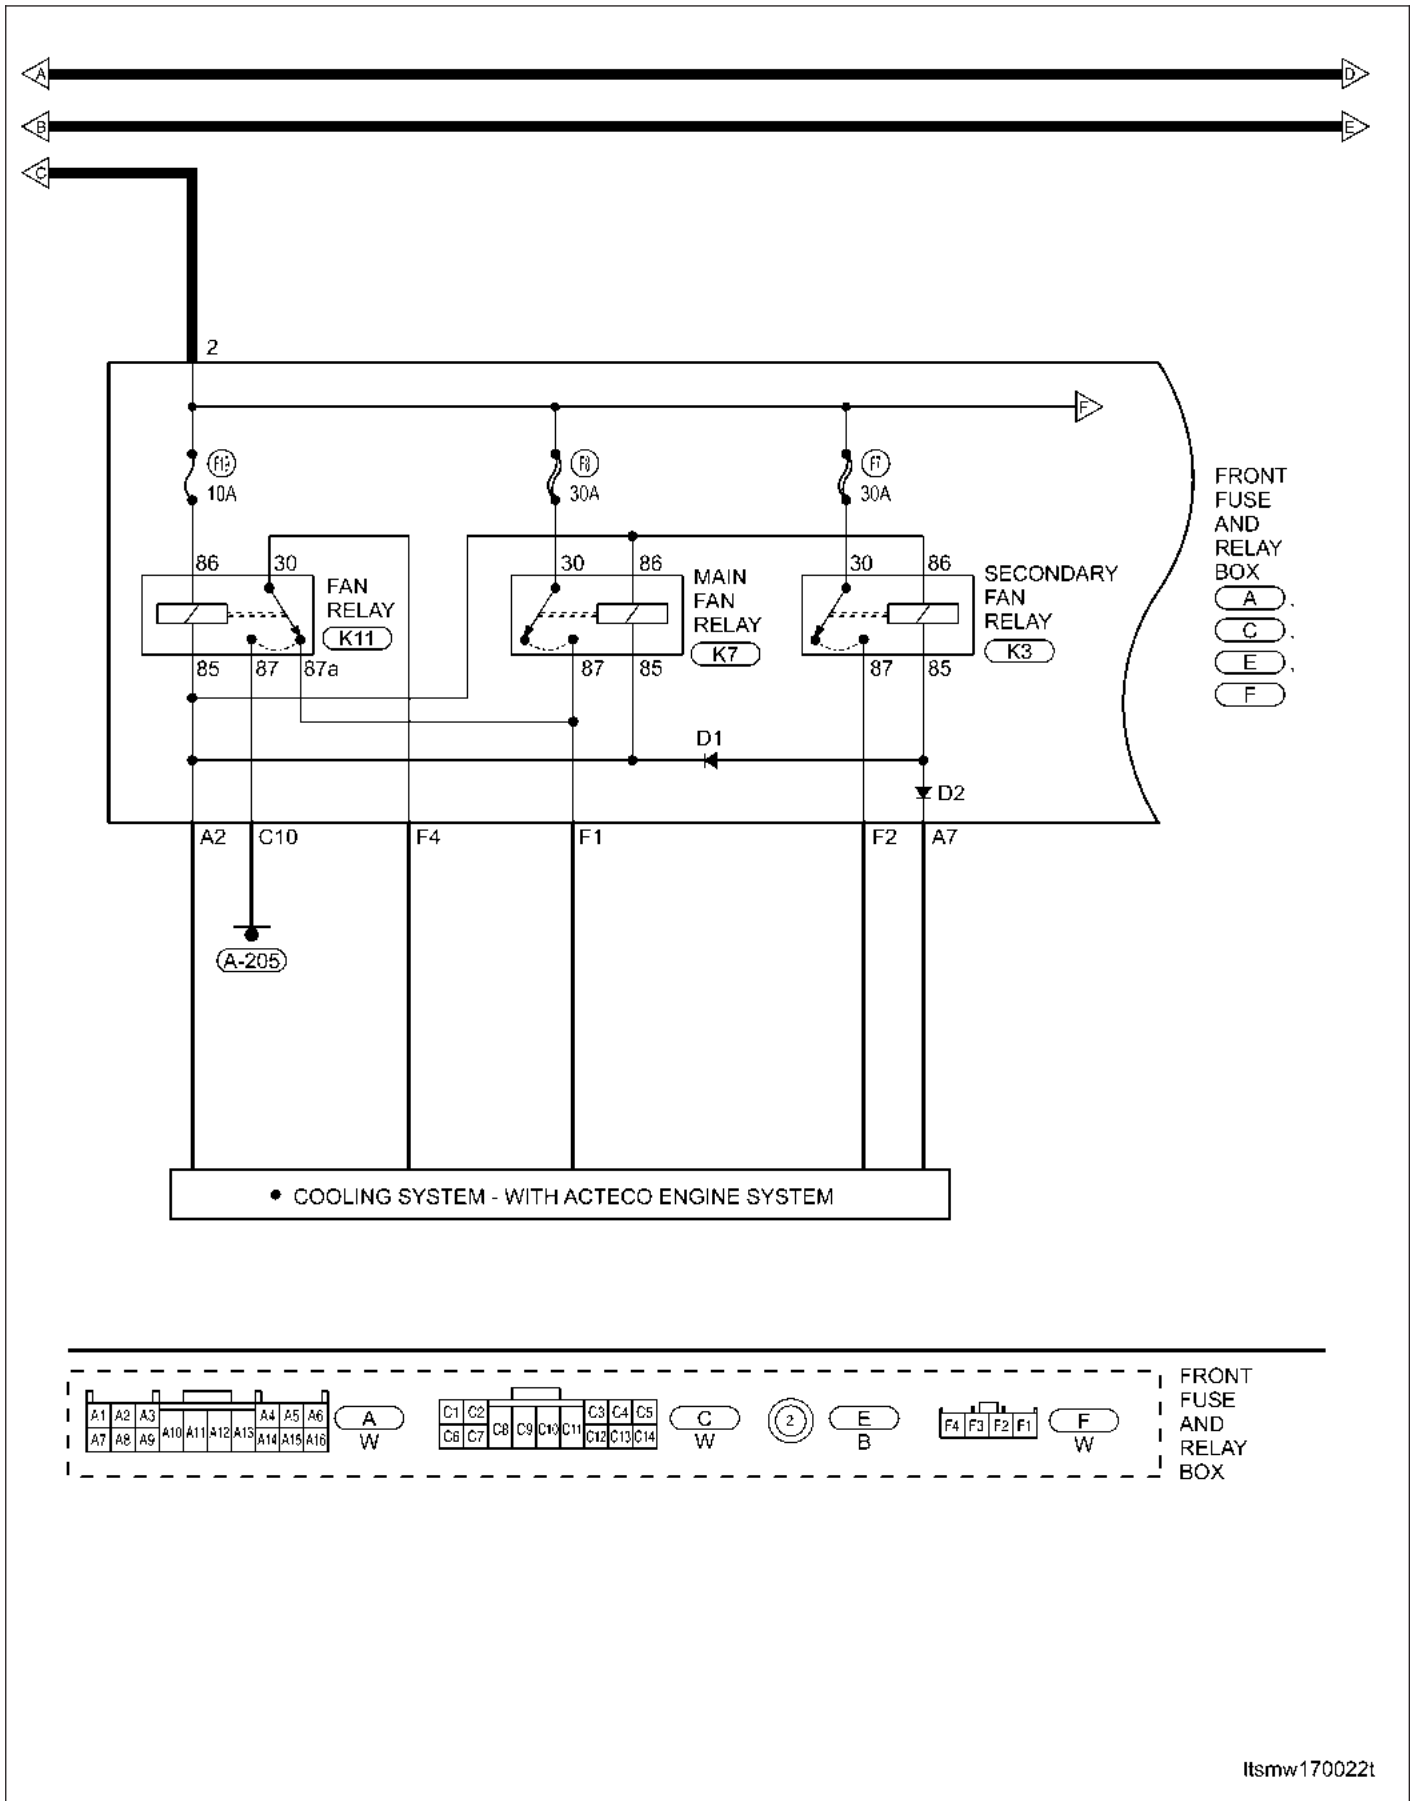 A
D
B
E
C
2
F
F19
10A
F8
30A
F7
30A
FRONT
FUSE
AND
RELAY
BOX
A ,
C ,
E ,
F
86
30
FAN
RELAY
K11
85
87
87a
30
86
MAIN
FAN
RELAY
K7
87
85
30
86
SECONDARY
FAN
RELAY
K3
87
85
D1
D2
A2
C10
F4
F1
F2
A7
A-205
● COOLING SYSTEM - WITH ACTECO ENGINE SYSTEM
A1 A2 A3 A4 A5 A6
A10 A11 A12 A13
A7 A8 A9 A14 A15 A16
A
W
C1 C2 C3 C4 C5
C8 C9 C10 C11
C6 C7 C12 C13 C14
C
W
2
E
B
F4 F3 F2 F1
F
W
FRONT
FUSE
AND
RELAY
BOX
ltsmw170022t